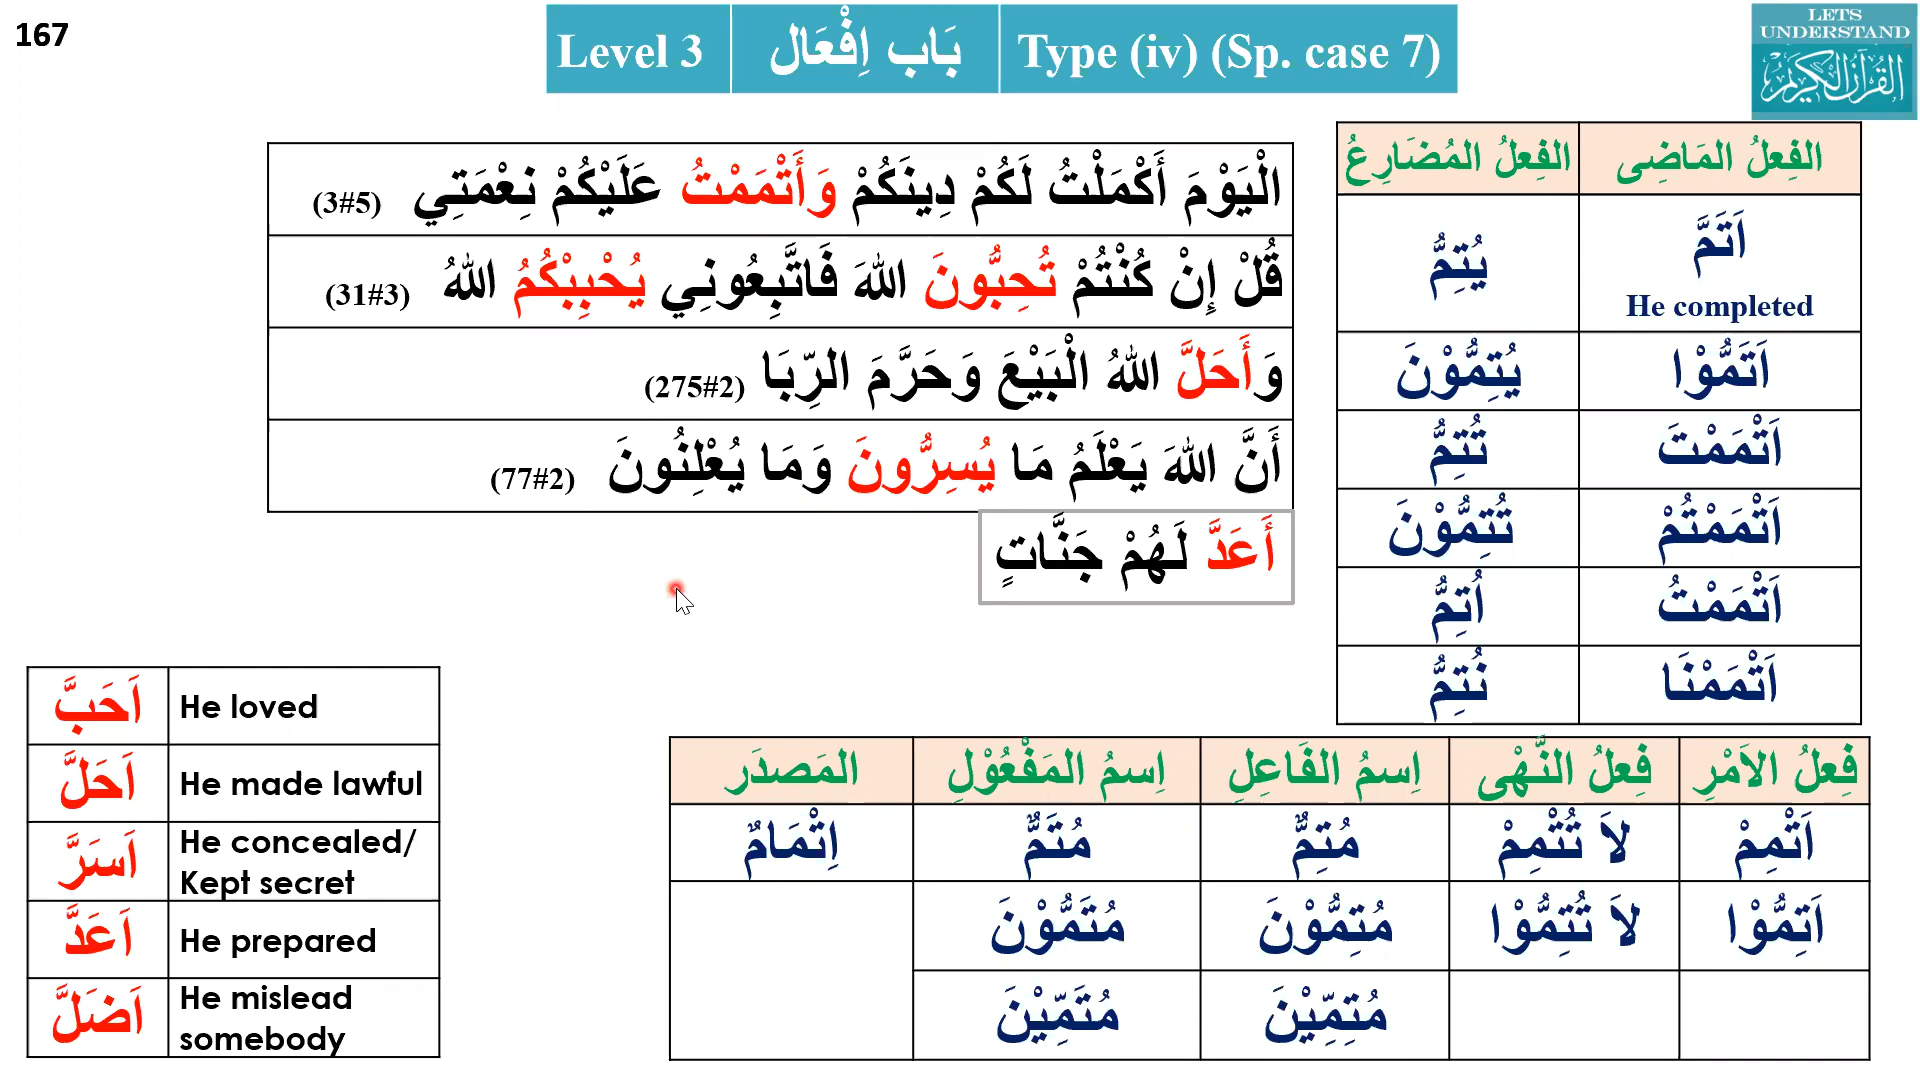 167
Level 3 بَاب اِفْعَال Type (iv) (Sp. case 7)
LETS
UNDERSTAND
القرآن الكريم
الْيَوْمَ أَكْمَلْتُ لَكُمْ دِينَكُمْ وَأَتْمَمْتُ عَلَيْكُمْ نِعْمَتِي (3#5)
قُلْ إِنْ كُنْتُمْ تُحِبُّونَ اللهَ فَاتَّبِعُونِي يُحْبِبْكُمُ اللهُ (31#3)
وَأَحَلَّ اللهُ الْبَيْعَ وَحَرَّمَ الرِّبَا (275#2)
أَنَّ اللهَ يَعْلَمُ مَا يُسِرُّونَ وَمَا يُعْلِنُونَ (77#2)
أَعَدَّ لَهُمْ جَنَّاتٍ
الفِعلُ المَاضِى الفِعلُ المُضَارِعُ
اَتَمَّ يُتِمُّ
He completed
اَتَمُّوْا يُتِمُّوْنَ
اَتْمَمْتَ تُتِمُّ
اَتْمَمْتُمْ تُتِمُّوْنَ
اَتْمَمْتُ اُتِمُّ
اَتْمَمْنَا نُتِمُّ
اَحَبَّ He loved
اَحَلَّ He made lawful
اَسَرَّ He concealed/
Kept secret
اَعَدَّ He prepared
اَضَلَّ He mislead
somebody
فِعلُ الاَمْرِ فِعلُ النَّهْى اِسمُ الفَاعِلِ اِسمُ المَفْعُوْلِ المَصدَر
اَتْمِمْ لاَ تُتْمِمْ مُتِمٌّ مُتَمٌّ اِتْمَامٌ
اَتِمُّوْا لاَ تُتِمُّوْا مُتِمُّوْنَ مُتَمُّوْنَ
مُتِمِّيْنَ مُتَمِّيْنَ